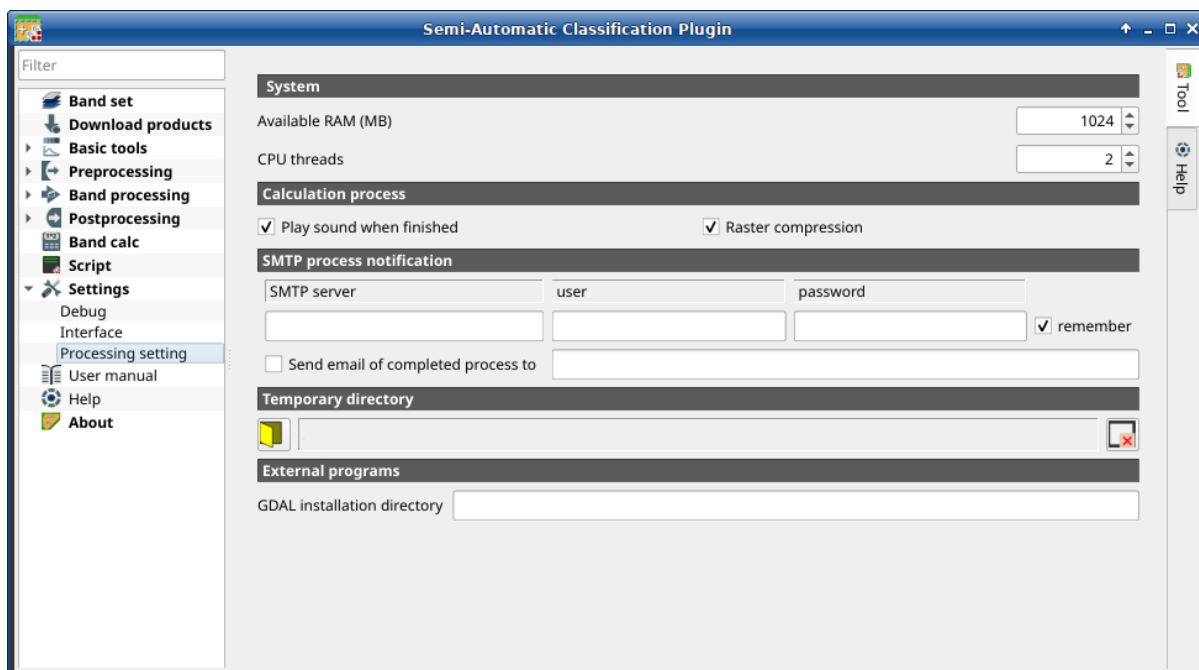 Semi-Automatic Classification Plugin
Filter
Band set
Download products
Basic tools
Preprocessing
Band processing
Postprocessing
Band calc
Script
Settings
Debug
Interface
Processing setting
User manual
Help
About
System
Available RAM (MB) 1024
CPU threads 2
Calculation process
Play sound when finished Raster compression
SMTP process notification
SMTP server user password
remember
Send email of completed process to
Temporary directory
External programs
GDAL installation directory
Tool
Help